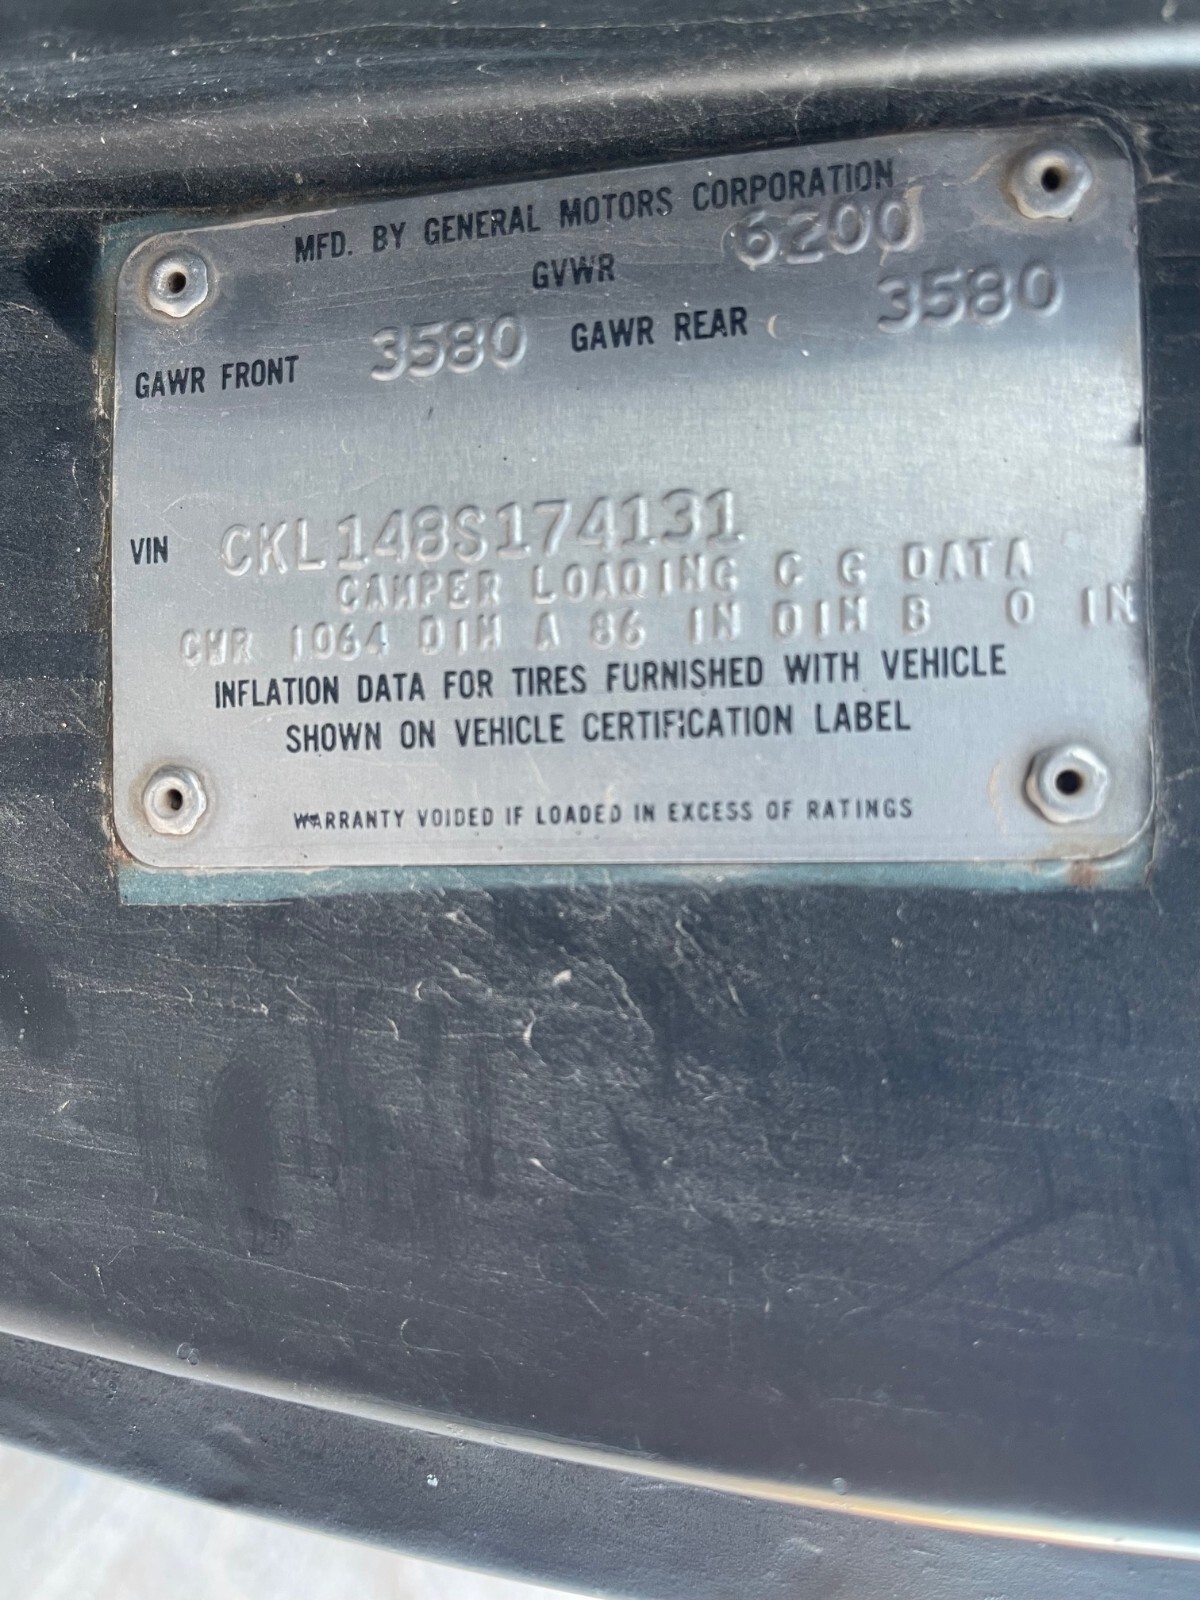 MFD. BY GENERAL MOTORS CORPORATION
GVWR 6200
GAWR FRONT 3580 GAWR REAR 3580
VIN CKL148S174131
CAMPER LOADING C G DATA
CWR 1064 DIM A 86 IN DIM B 0 IN
INFLATION DATA FOR TIRES FURNISHED WITH VEHICLE
SHOWN ON VEHICLE CERTIFICATION LABEL
WARRANTY VOIDED IF LOADED IN EXCESS OF RATINGS